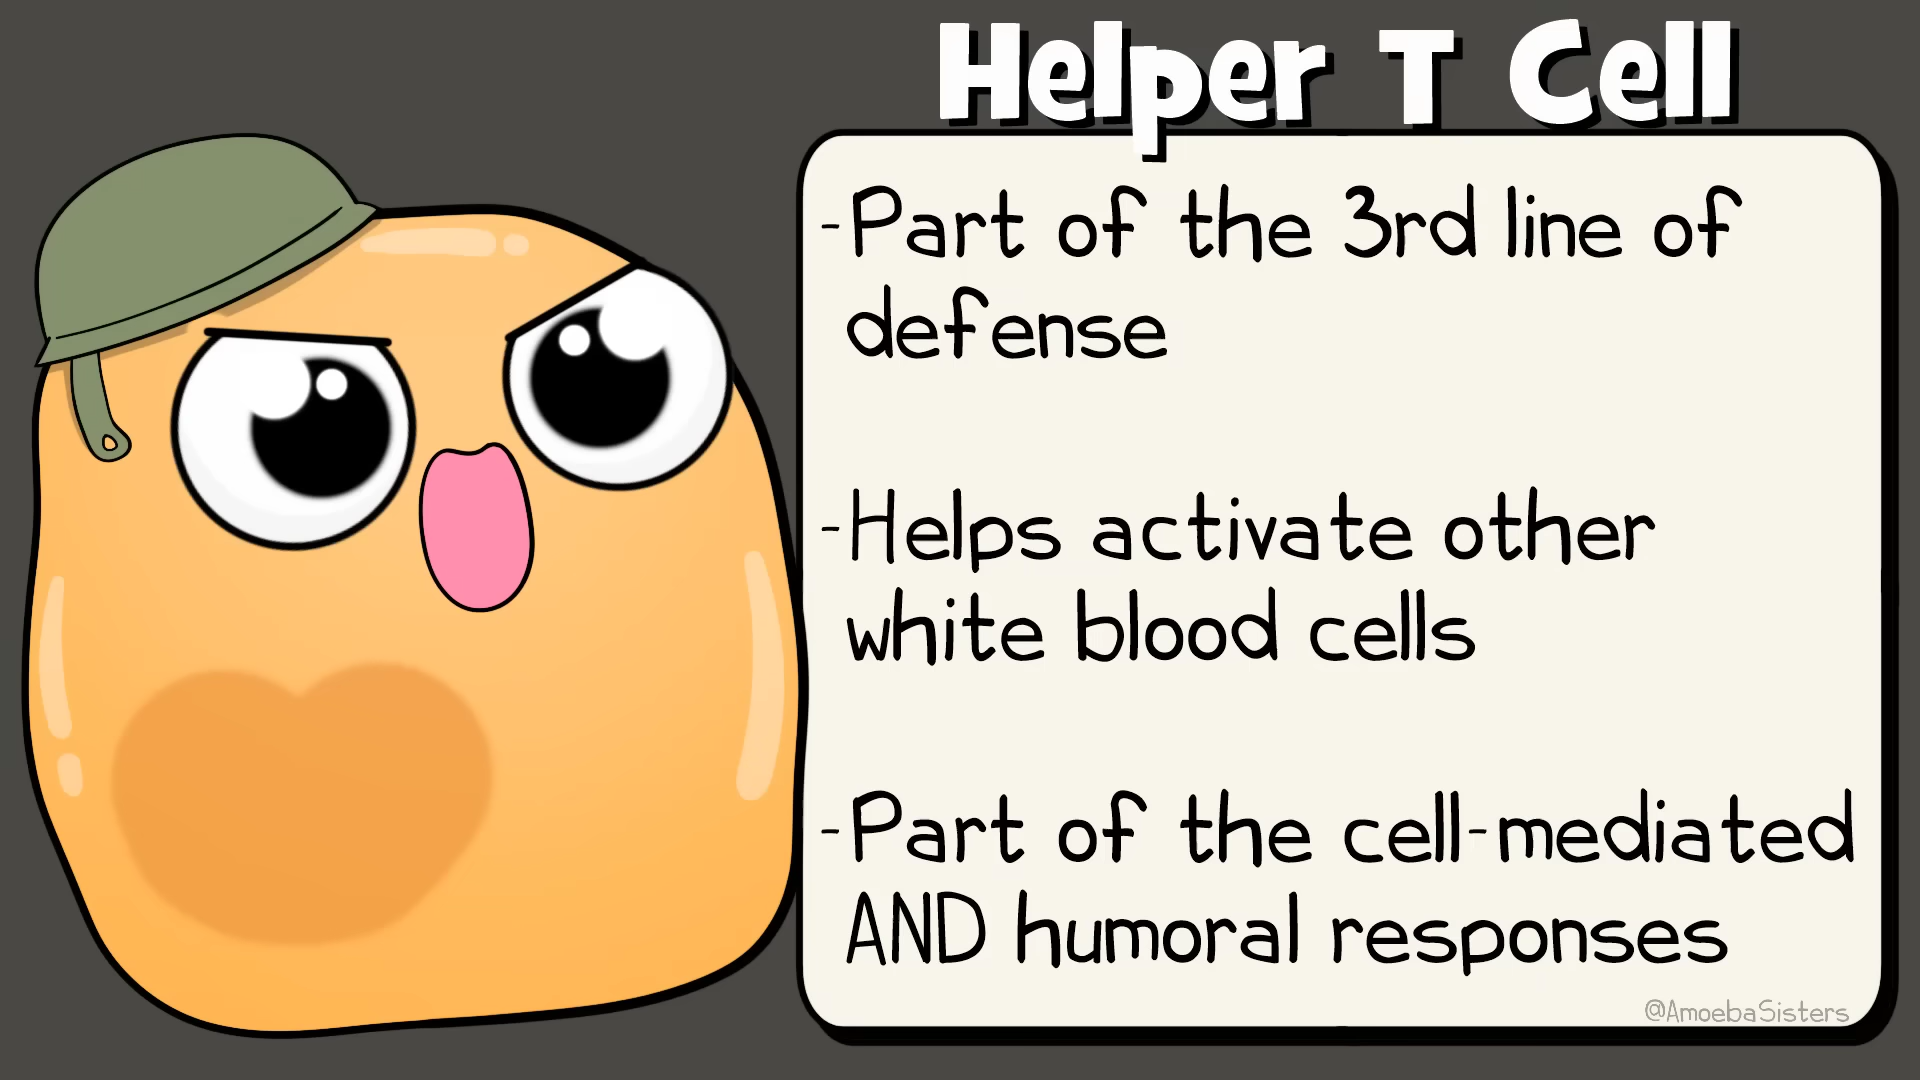 Helper T Cell
-Part of the 3rd line of
defense
-Helps activate other
white blood cells
-Part of the cell-mediated
AND humoral responses
@AmoebaSisters